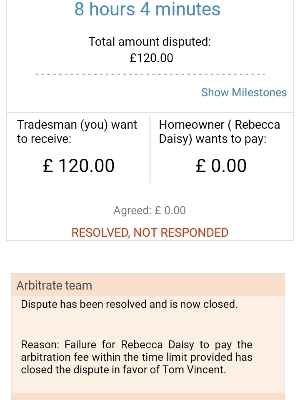 8 hours 4 minutes
Total amount disputed:
£120.00
Show Milestones
Tradesman (you) want
to receive:
£ 120.00
Homeowner ( Rebecca
Daisy) wants to pay:
£ 0.00
Agreed: £ 0.00
RESOLVED, NOT RESPONDED
Arbitrate team
Dispute has been resolved and is now closed.
Reason: Failure for Rebecca Daisy to pay the
arbitration fee within the time limit provided has
closed the dispute in favor of Tom Vincent.